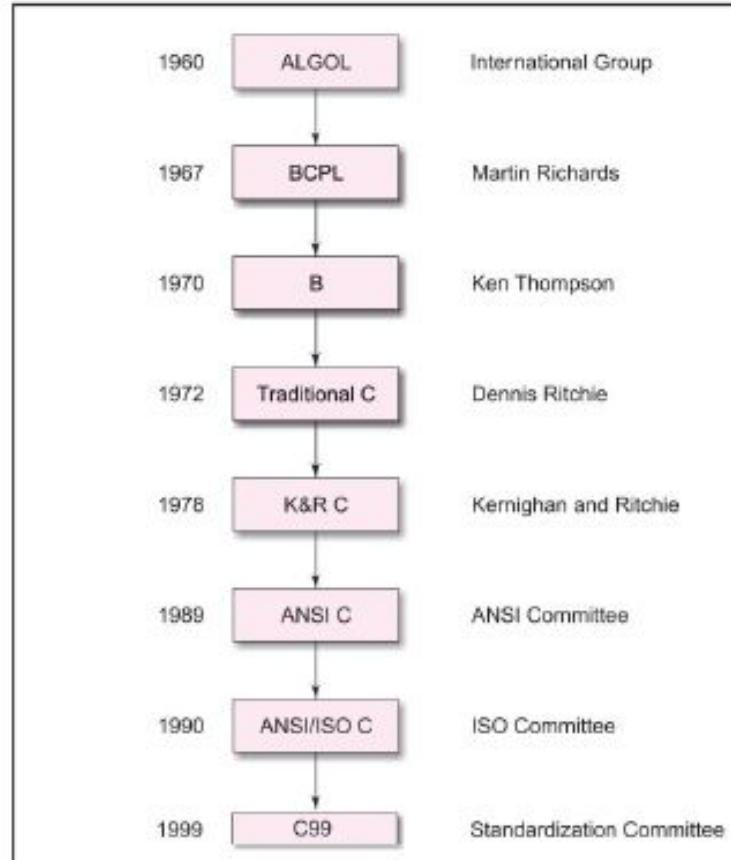 1960 ALGOL International Group
1967 BCPL Martin Richards
1970 B Ken Thompson
1972 Traditional C Dennis Ritchie
1978 K&R C Kernighan and Ritchie
1989 ANSI C ANSI Committee
1990 ANSI/ISO C ISO Committee
1999 C99 Standardization Committee